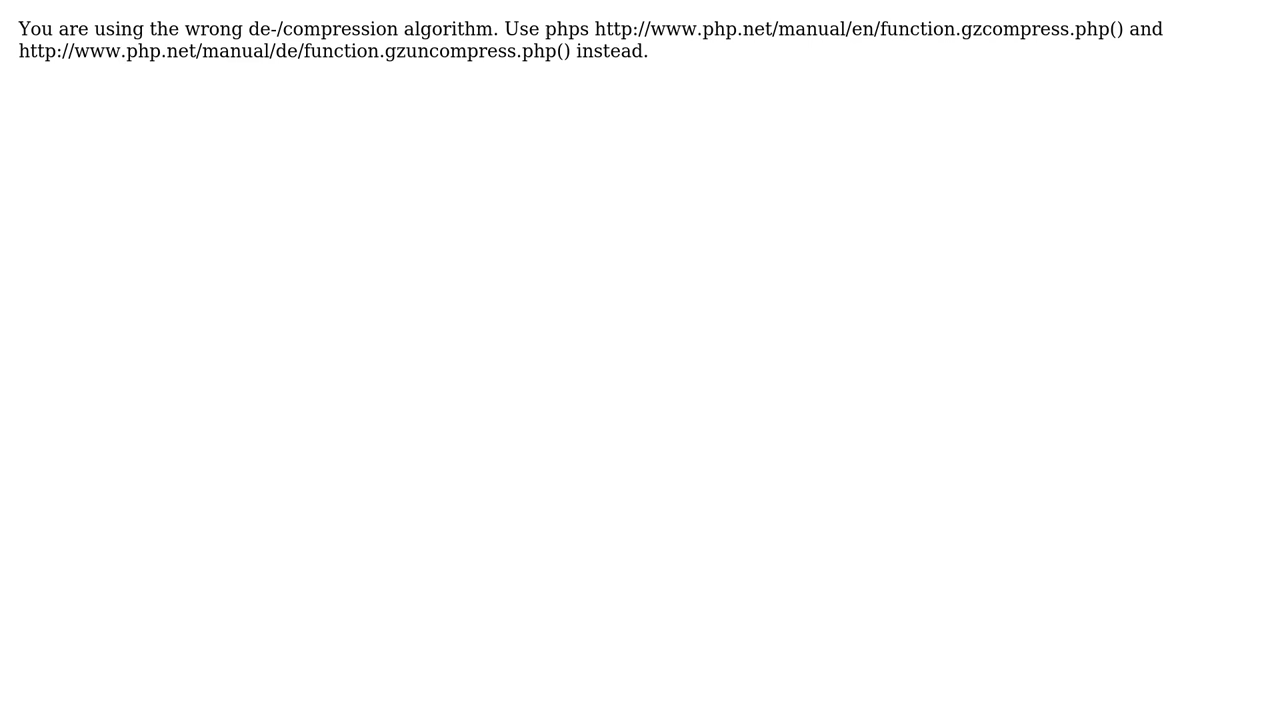 You are using the wrong de-/compression algorithm. Use phps http://www.php.net/manual/en/function.gzcompress.php() and
http://www.php.net/manual/de/function.gzuncompress.php() instead.